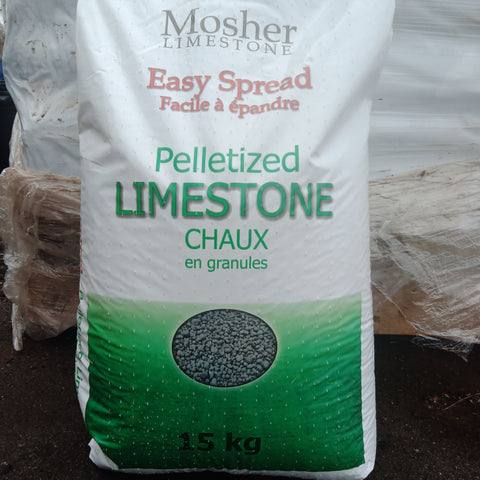 Mosher
LIMESTONE
Easy Spread
Facile à épandre
Pelletized
LIMESTONE
CHAUX
en granules
15 kg